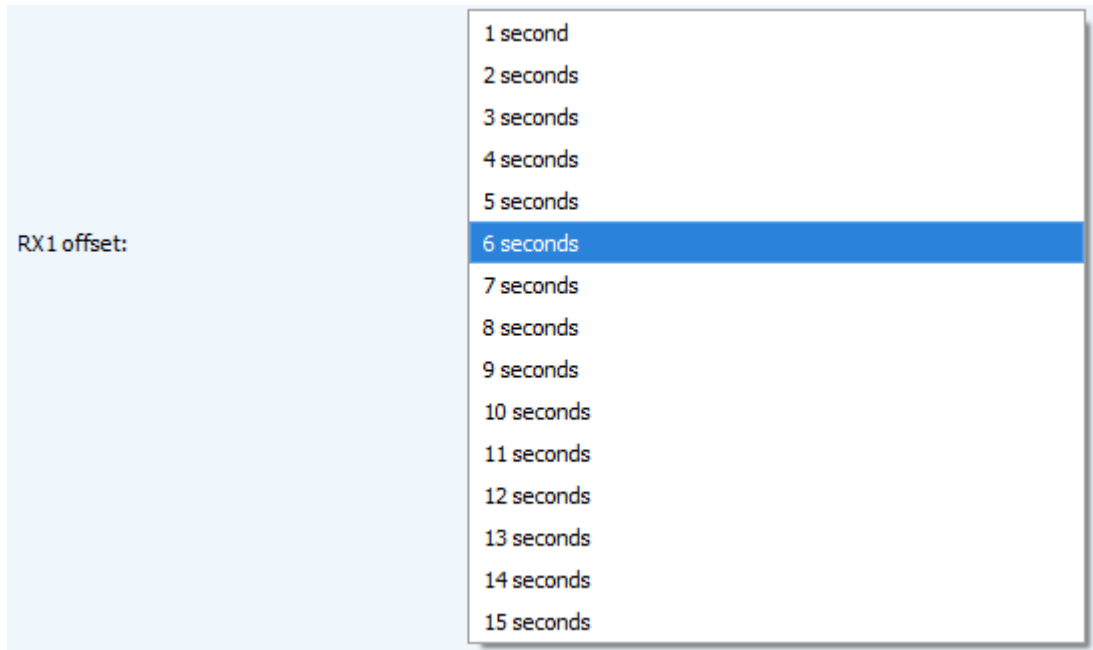 1 second
2 seconds
3 seconds
4 seconds
5 seconds
RX1 offset:
6 seconds
7 seconds
8 seconds
9 seconds
10 seconds
11 seconds
12 seconds
13 seconds
14 seconds
15 seconds